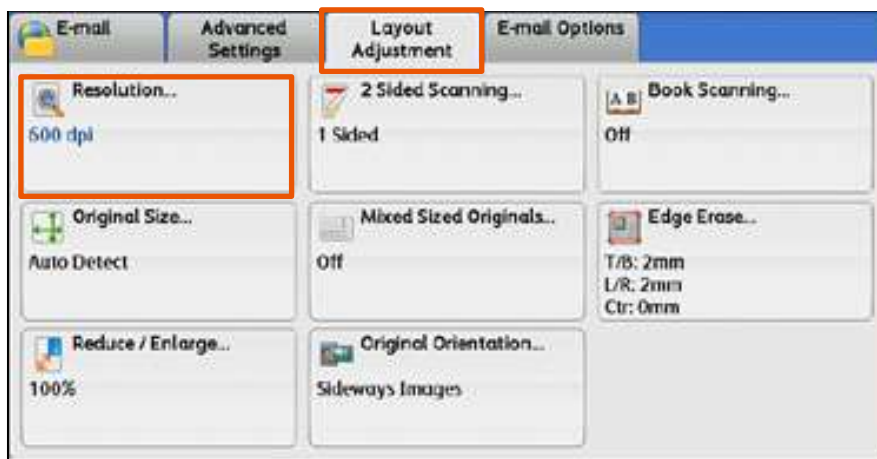 E-mail
Advanced
Settings
Layout
Adjustment
E-mail Options
Resolution...
600 dpi
2 Sided Scanning...
1 Sided
A B
Book Scanning...
Off
Original Size...
Auto Detect
Mixed Sized Originals...
Off
Edge Erase...
T/B: 2mm
L/R: 2mm
Ctr: 0mm
Reduce / Enlarge...
100%
Original Orientation...
Sideways Images